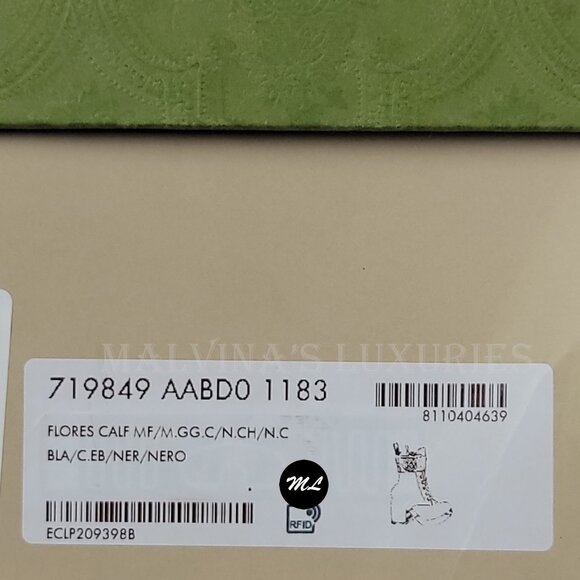 MALVINA'S LUXURIES
719849 AABD0 1183
8110404639
FLORES CALF MF/M.GG.C/N.CH/N.C
BLA/C.EB/NER/NERO
ML
RFID
ECLP209398B